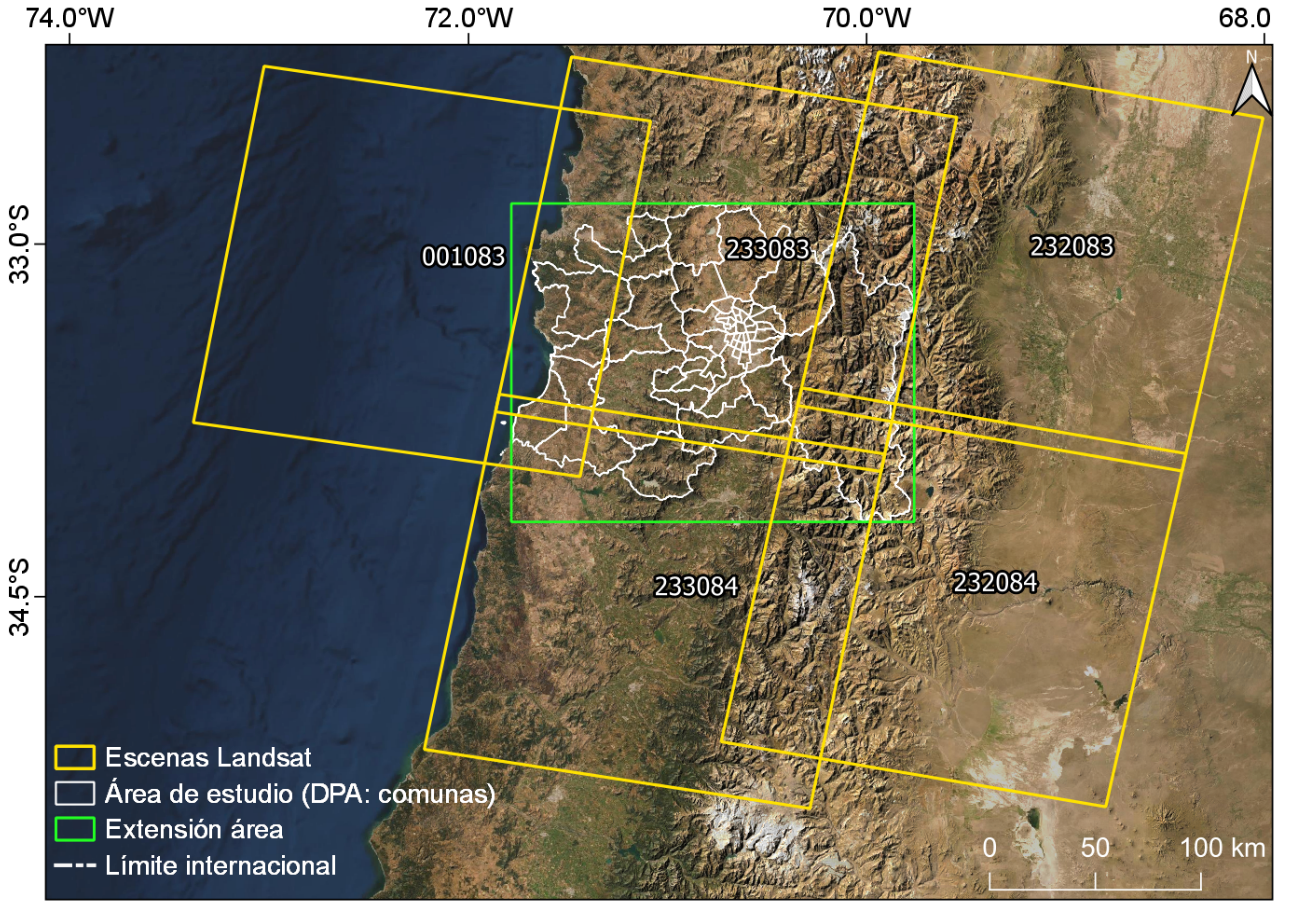 74.0°W 72.0°W 70.0°W 68.0
N
33.0°S
001083
233083
232083
34.5°S
233084
232084
Escenas Landsat
Área de estudio (DPA: comunas)
Extensión área
Límite internacional
0 50 100 km